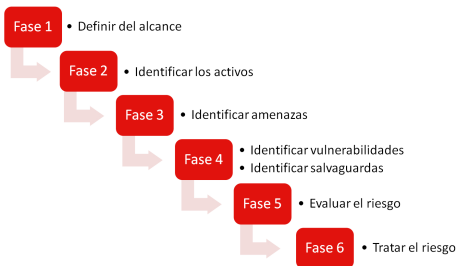 Fase 1 • Definir del alcance
Fase 2 • Identificar los activos
Fase 3 • Identificar amenazas
Fase 4 • Identificar vulnerabilidades
• Identificar salvaguardas
Fase 5 • Evaluar el riesgo
Fase 6 • Tratar el riesgo